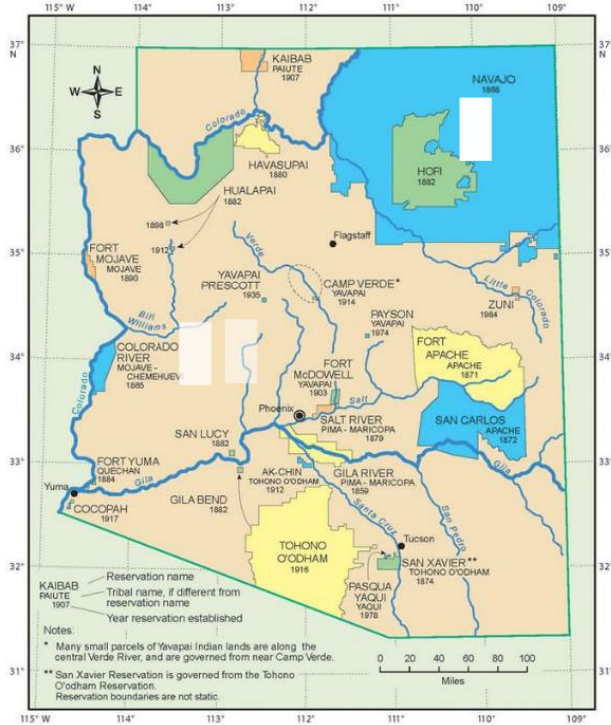 115° W
114°
113°
112°
111°
110°
109°
37°
N
37°
N
36°
36°
35°
35°
34°
34°
33°
33°
32°
32°
31°
31°
N
W
E
S
KAIBAB
PAIUTE
1907
NAVAJO
1868
Colorado
HAVASUPAI
1880
HOFI
1882
HUALAPAI
1882
1898
1912
Flagstaff
FORT
MOJAVE
MOJAVE
1890
Verde
YAVAPAI
PRESCOTT
1935
CAMP VERDE*
YAVAPAI
1914
Little
Colorado
ZUNI
1984
PAYSON
YAVAPAI
1974
Bill
Williams
COLORADO
RIVER
MOJAVE -
CHEMEHUEVI
1865
Colorado
FORT
McDOWELL
YAVAPAI
1903
FORT
APACHE
APACHE
1871
Phoenix
Salt
SALT RIVER
PIMA - MARICOPA
1879
SAN CARLOS
APACHE
1872
SAN LUCY
1882
FORT YUMA
QUECHAN
1884
Gila
Yuma
COCOPAH
1917
GILA BEND
1882
AK-CHIN
TOHONO O'ODHAM
1912
GILA RIVER
PIMA - MARICOPA
1859
Gila
Santa Cruz
San Pedro
TOHONO
O'ODHAM
1916
Tucson
SAN XAVIER**
TOHONO O'ODHAM
1874
PASQUA
YAQUI
YAQUI
1978
KAIBAB
PAIUTE
1907
Reservation name
Tribal name, if different from
reservation name
Year reservation established
Notes:
* Many small parcels of Yavapai Indian lands are along the
central Verde River, and are governed from near Camp Verde.
** San Xavier Reservation is governed from the Tohono
O'odham Reservation.
Reservation boundaries are not static.
0 20 40 60 80 100
Miles
115° W
114°
113°
112°
111°
110°
109°